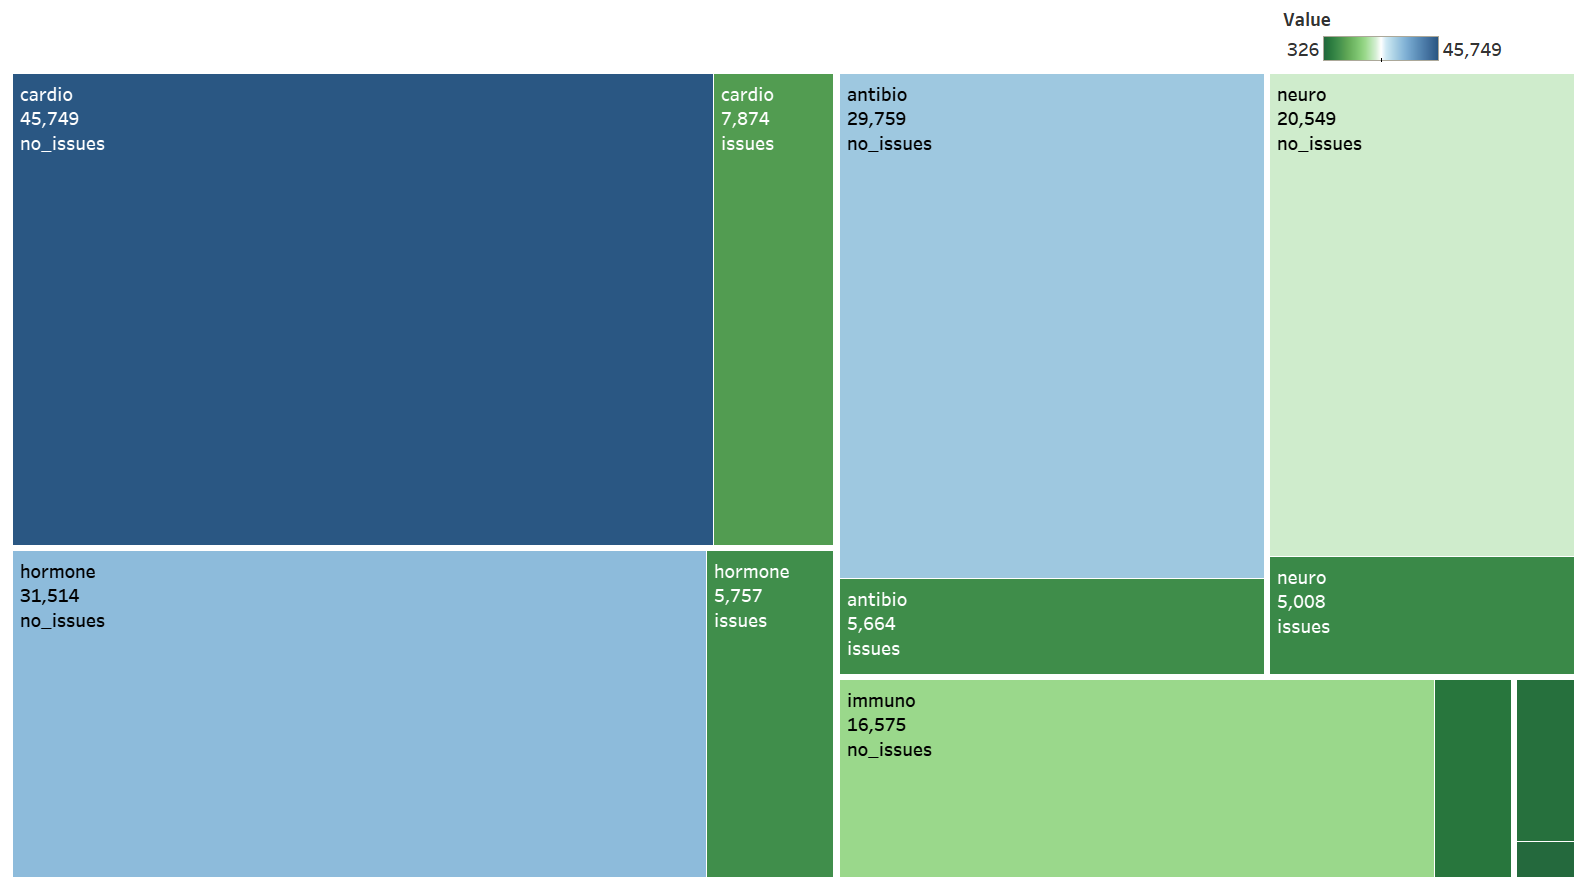 Value
326
45,749
cardio
45,749
no_issues
cardio
7,874
issues
antibio
29,759
no_issues
neuro
20,549
no_issues
hormone
31,514
no_issues
hormone
5,757
issues
antibio
5,664
issues
neuro
5,008
issues
immuno
16,575
no_issues